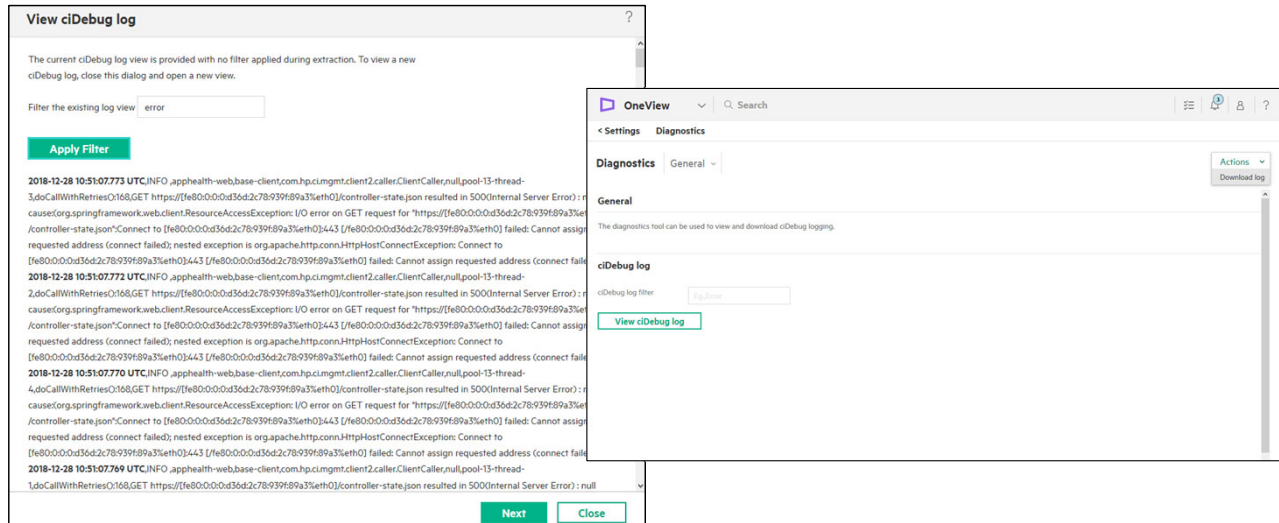 View ciDebug log
?
The current ciDebug log view is provided with no filter applied during extraction. To view a new
ciDebug log, close this dialog and open a new view.
Filter the existing log view error
Apply Filter
2018-12-28 10:51:07.773 UTC,INFO ,apphealth-web,base-client,com.hp.ci.mgmt.client2.caller.ClientCaller,null,pool-13-thread-
3,doCallWithRetries():168,GET https://[fe80:0:0:0:d36d:2c78:939f:89a3%eth0]/controller-state.json resulted in 500(Internal Server Error) :
cause:(org.springframework.web.client.ResourceAccessException: I/O error on GET request for "https://[fe80:0:0:0:d36d:2c78:939f:89a3%et
/controller-state.json":Connect to [fe80:0:0:0:d36d:2c78:939f:89a3%eth0]:443 [/fe80:0:0:0:d36d:2c78:939f:89a3%eth0] failed: Cannot assign
requested address (connect failed); nested exception is org.apache.http.conn.HttpHostConnectException: Connect to
[fe80:0:0:0:d36d:2c78:939f:89a3%eth0]:443 [/fe80:0:0:0:d36d:2c78:939f:89a3%eth0] failed: Cannot assign requested address (connect faile
2018-12-28 10:51:07.772 UTC,INFO ,apphealth-web,base-client,com.hp.ci.mgmt.client2.caller.ClientCaller,null,pool-13-thread-
2,doCallWithRetries():168,GET https://[fe80:0:0:0:d36d:2c78:939f:89a3%eth0]/controller-state.json resulted in 500(Internal Server Error) :
cause:(org.springframework.web.client.ResourceAccessException: I/O error on GET request for "https://[fe80:0:0:0:d36d:2c78:939f:89a3%et
/controller-state.json":Connect to [fe80:0:0:0:d36d:2c78:939f:89a3%eth0]:443 [/fe80:0:0:0:d36d:2c78:939f:89a3%eth0] failed: Cannot assign
requested address (connect failed); nested exception is org.apache.http.conn.HttpHostConnectException: Connect to
[fe80:0:0:0:d36d:2c78:939f:89a3%eth0]:443 [/fe80:0:0:0:d36d:2c78:939f:89a3%eth0] failed: Cannot assign requested address (connect faile
2018-12-28 10:51:07.770 UTC,INFO ,apphealth-web,base-client,com.hp.ci.mgmt.client2.caller.ClientCaller,null,pool-13-thread-
4,doCallWithRetries():168,GET https://[fe80:0:0:0:d36d:2c78:939f:89a3%eth0]/controller-state.json resulted in 500(Internal Server Error) :
cause:(org.springframework.web.client.ResourceAccessException: I/O error on GET request for "https://[fe80:0:0:0:d36d:2c78:939f:89a3%et
/controller-state.json":Connect to [fe80:0:0:0:d36d:2c78:939f:89a3%eth0]:443 [/fe80:0:0:0:d36d:2c78:939f:89a3%eth0] failed: Cannot assign
requested address (connect failed); nested exception is org.apache.http.conn.HttpHostConnectException: Connect to
[fe80:0:0:0:d36d:2c78:939f:89a3%eth0]:443 [/fe80:0:0:0:d36d:2c78:939f:89a3%eth0] failed: Cannot assign requested address (connect faile
2018-12-28 10:51:07.769 UTC,INFO ,apphealth-web,base-client,com.hp.ci.mgmt.client2.caller.ClientCaller,null,pool-13-thread-
1,doCallWithRetries():168,GET https://[fe80:0:0:0:d36d:2c78:939f:89a3%eth0]/controller-state.json resulted in 500(Internal Server Error) : null
Next Close
OneView Search ?
< Settings Diagnostics
Diagnostics General
Actions
Download log
General
The diagnostics tool can be used to view and download ciDebug logging.
ciDebug log
ciDebug log filter Eg.,Error
View ciDebug log